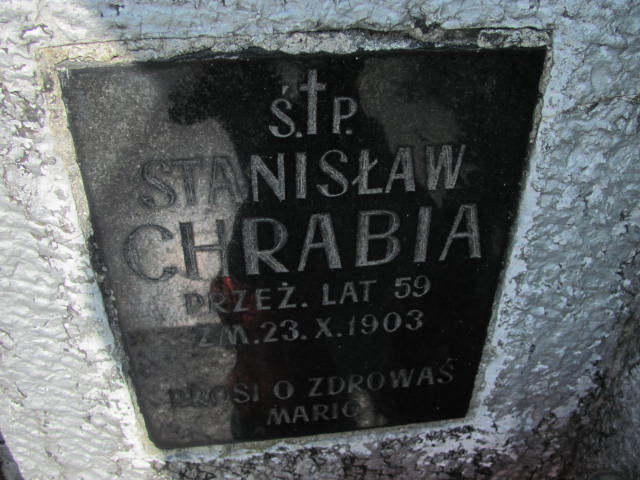 Ś.†P.
STANISŁAW
CHRABIA
PRZEŻ. LAT 59
ZM. 23. X. 1903
PROSI O ZDROWAŚ
MARIO